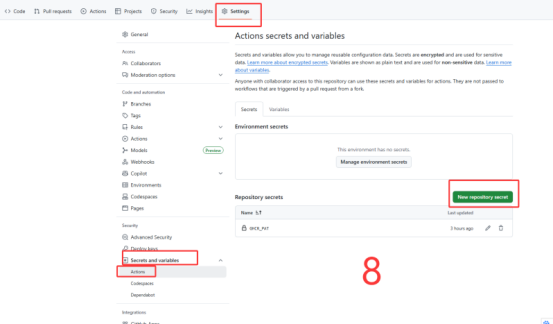 Code Pull requests Actions Projects Security Insights Settings
General
Access
Collaborators
Moderation options
Code and automation
Branches
Tags
Rules
Actions
Models Preview
Webhooks
Copilot
Environments
Codespaces
Pages
Security
Advanced Security
Deploy keys
Secrets and variables
Actions
Codespaces
Dependabot
Integrations
Actions secrets and variables
Secrets and variables allow you to manage reusable configuration data. Secrets are encrypted and are used for sensitive
data. Learn more about encrypted secrets. Variables are shown as plain text and are used for non-sensitive data. Learn more
about variables.
Anyone with collaborator access to this repository can use these secrets and variables for actions. They are not passed to
workflows that are triggered by a pull request from a fork.
Secrets Variables
Environment secrets
This environment has no secrets.
Manage environment secrets
Repository secrets New repository secret
Name Last updated
GHCR_PAT 3 hours ago
8